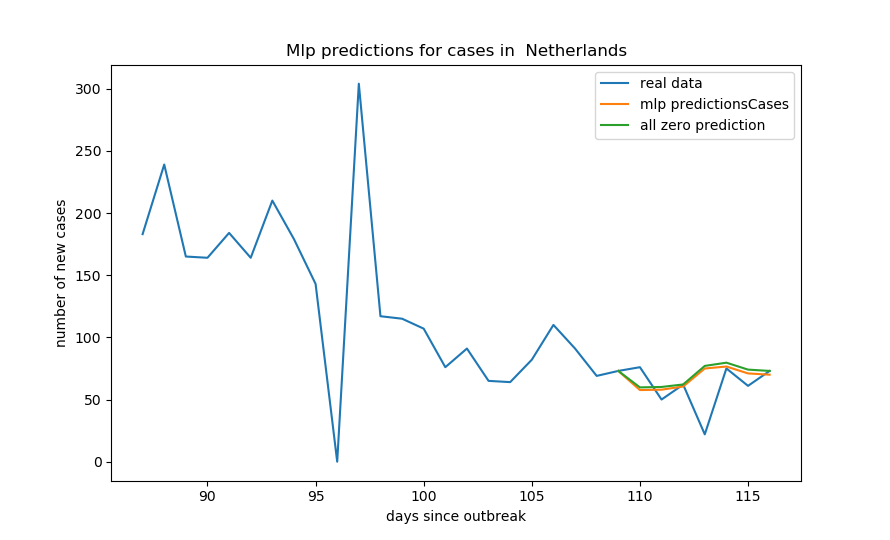 Mlp predictions for cases in  Netherlands
real data
mlp predictionsCases
all zero prediction
number of new cases
300
250
200
150
100
50
0
90
95
100
105
110
115
days since outbreak